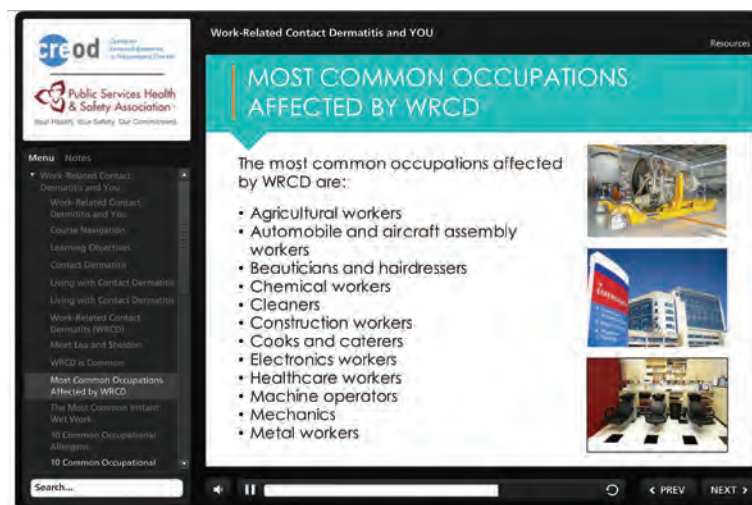 Work-Related Contact Dermatitis and YOU
Resources
creod
Public Services Health
& Safety Association
Your Health. Your Safety. Our Commitment.
Menu Notes
Work-Related Contact
Dermatitis and You
Work-Related Contact
Dermatitis and You
Course Navigation
Learning Objectives
Contact Dermatitis
Living with Contact Dermatitis
Living with Contact Dermatitis
Work-Related Contact
Dermatitis (WRCD)
Meet Lea and Sheldon
WRCD is Common
Most Common Occupations
Affected by WRCD
The Most Common Irritant:
Wet Work
10 Common Occupational
Allergens
10 Common Occupational
Search...
MOST COMMON OCCUPATIONS
AFFECTED BY WRCD
The most common occupations affected
by WRCD are:
• Agricultural workers
• Automobile and aircraft assembly
workers
• Beauticians and hairdressers
• Chemical workers
• Cleaners
• Construction workers
• Cooks and caterers
• Electronics workers
• Healthcare workers
• Machine operators
• Mechanics
• Metal workers
< PREV NEXT >